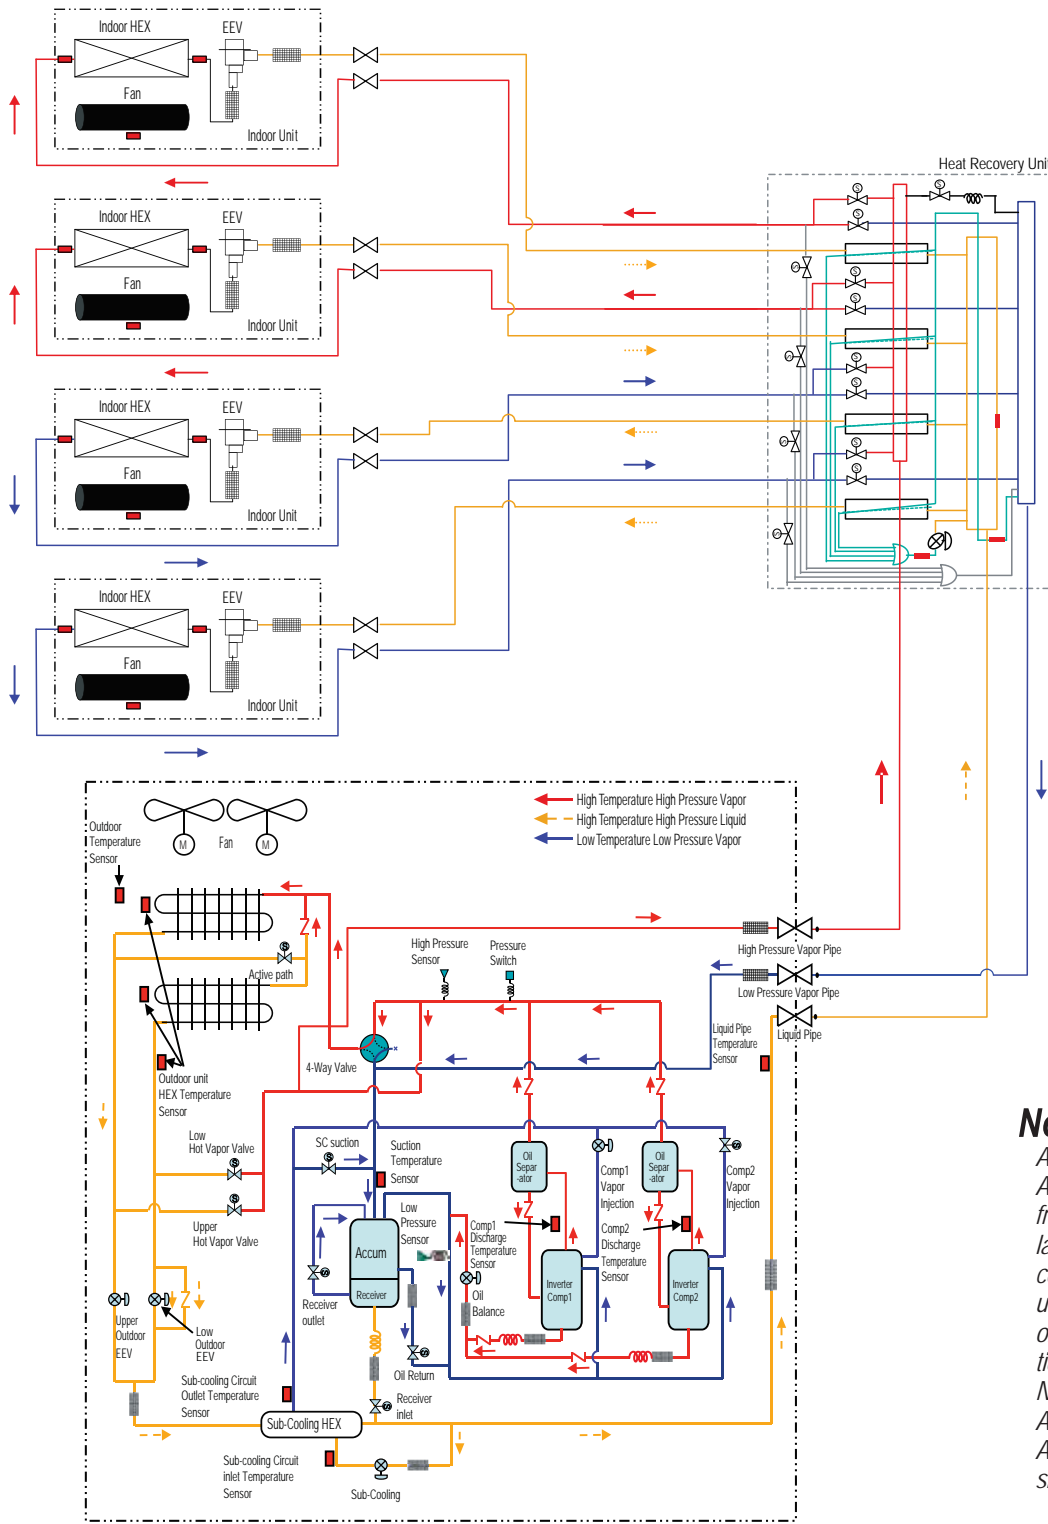 Indoor HEX
EEV
Fan
Indoor Unit
Heat Recovery Unit
S
S
S
Indoor HEX
EEV
Fan
Indoor Unit
S
S
S
S
Indoor HEX
EEV
Fan
Indoor Unit
S
S
S
S
S
Indoor HEX
EEV
Fan
Indoor Unit
High Temperature High Pressure Vapor
High Temperature High Pressure Liquid
Low Temperature Low Pressure Vapor
Outdoor
Temperature
Sensor
M
Fan
M
S
Active path
High Pressure
Sensor
Pressure
Switch
High Pressure Vapor Pipe
Low Pressure Vapor Pipe
Liquid Pipe
Liquid Pipe
Temperature
Sensor
4-Way Valve
Outdoor unit
HEX Temperature
Sensor
Low
Hot Vapor Valve
S
Upper
Hot Vapor Valve
S
SC suction
S
Suction
Temperature
Sensor
Oil
Separ
-ator
Oil
Separ
-ator
Comp1
Vapor
Injection
Comp2
Vapor
Injection
S
Low
Pressure
Sensor
Comp1
Discharge
Temperature
Sensor
Comp2
Discharge
Temperature
Sensor
Accum
Receiver
S
Receiver
outlet
Oil
Balance
Inverter
Comp1
Inverter
Comp2
Upper
Outdoor
EEV
Low
Outdoor
EEV
S
Oil Return
Sub-cooling Circuit
Outlet Temperature
Sensor
Sub-Cooling HEX
S
Receiver
inlet
Sub-cooling Circuit
inlet Temperature
Sensor
Sub-Cooling